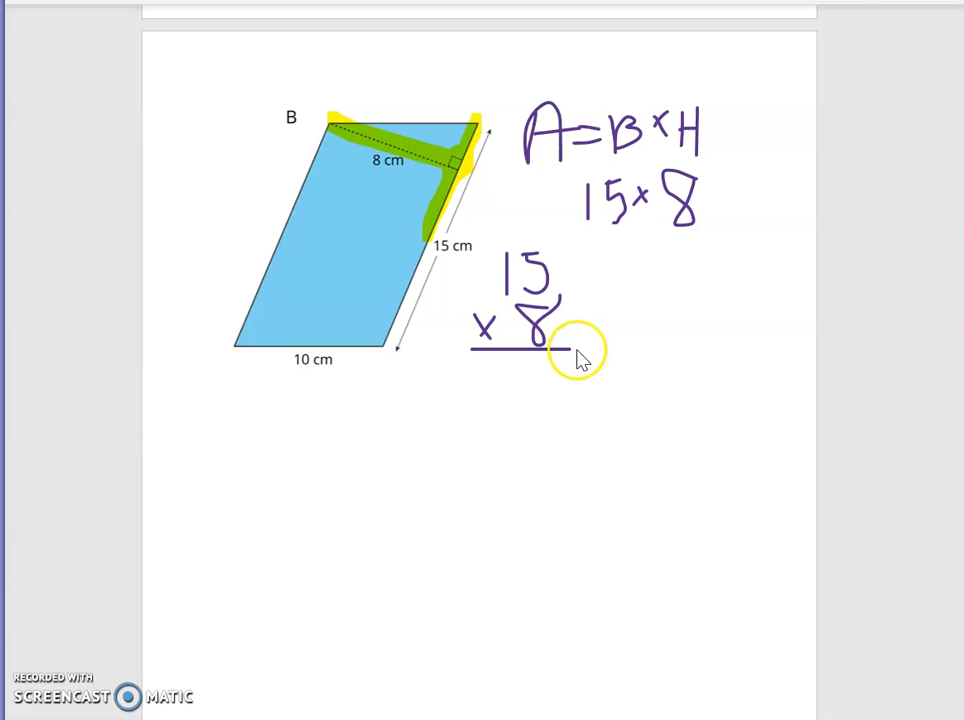 B
A=B×H
8 cm
15×8
15 cm
15
× 8
10 cm
RECORDED WITH
SCREENCAST MATIC